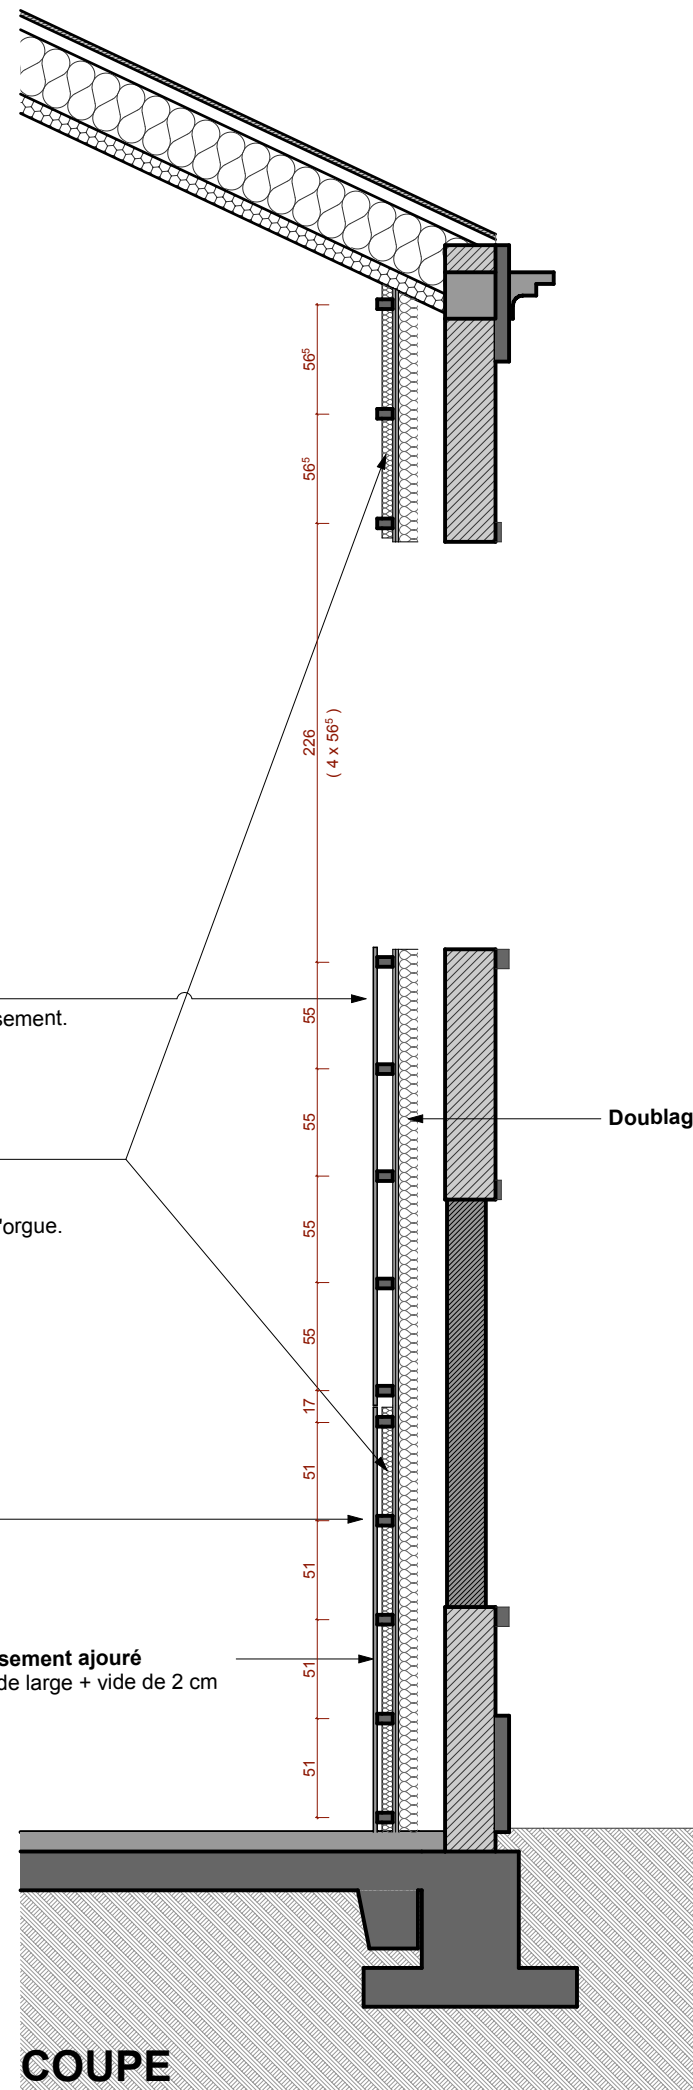 56⁵
56⁵
226
( 4 x 56⁵ )
sement.
55
55
Doublag
'orgue.
55
55
17
51
51
sement ajouré
de large + vide de 2 cm
51
51
COUPE